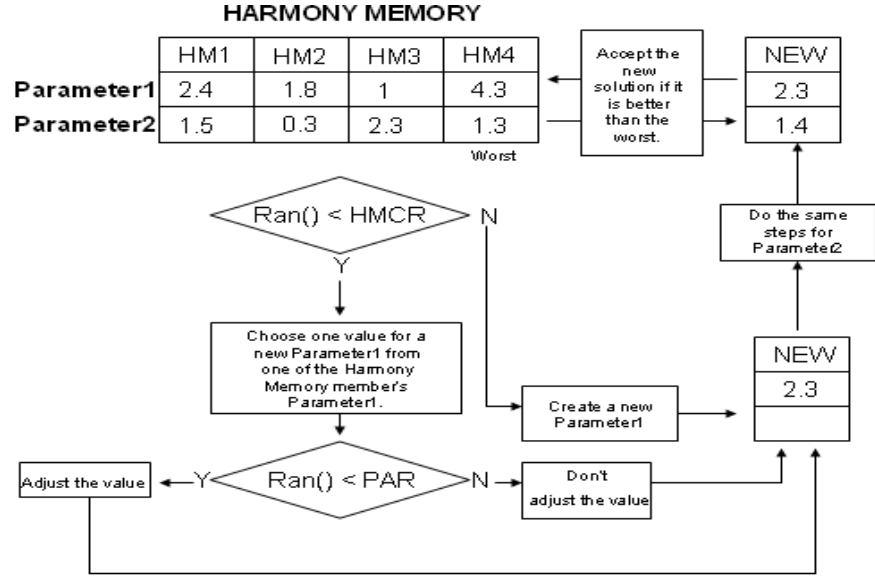 HARMONY MEMORY
HM1 HM2 HM3 HM4
Parameter1 2.4 1.8 1 4.3
Parameter2 1.5 0.3 2.3 1.3
Worst
Accept the
new
solution if it
is better
than the
worst.
NEW
2.3
1.4
Ran() < HMCR
N
Y
Do the same
steps for
Parameter2
Choose one value for a
new Parameter1 from
one of the Harmony
Memory member's
Parameter1.
Create a new
Parameter1
NEW
2.3
Ran() < PAR
Y
N
Adjust the value
Don't
adjust the value